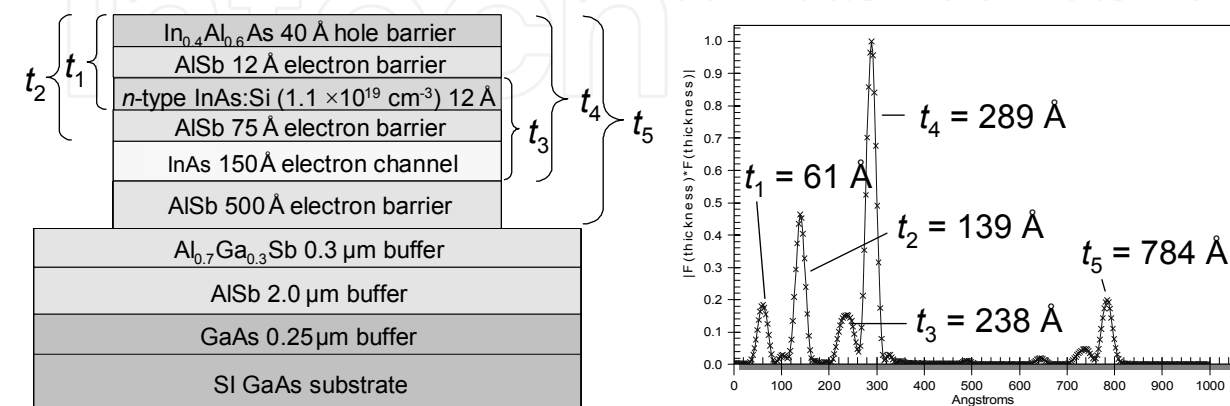 t₂
t₁
In₀.₄Al₀.₆As 40 Å hole barrier
AlSb 12 Å electron barrier
n-type InAs:Si (1.1 ×10¹⁹ cm⁻³) 12 Å
AlSb 75 Å electron barrier
InAs 150 Å electron channel
AlSb 500 Å electron barrier
t₃
t₄
t₅
Al₀.₇Ga₀.₃Sb 0.3 µm buffer
AlSb 2.0 µm buffer
GaAs 0.25 µm buffer
SI GaAs substrate
|F(thickness)*F(thickness)|
1.0
0.9
0.8
0.7
0.6
0.5
0.4
0.3
0.2
0.1
0.0
t₄ = 289 Å
t₁ = 61 Å
t₂ = 139 Å
t₅ = 784 Å
t₃ = 238 Å
0 100 200 300 400 500 600 700 800 900 1000
Angstroms